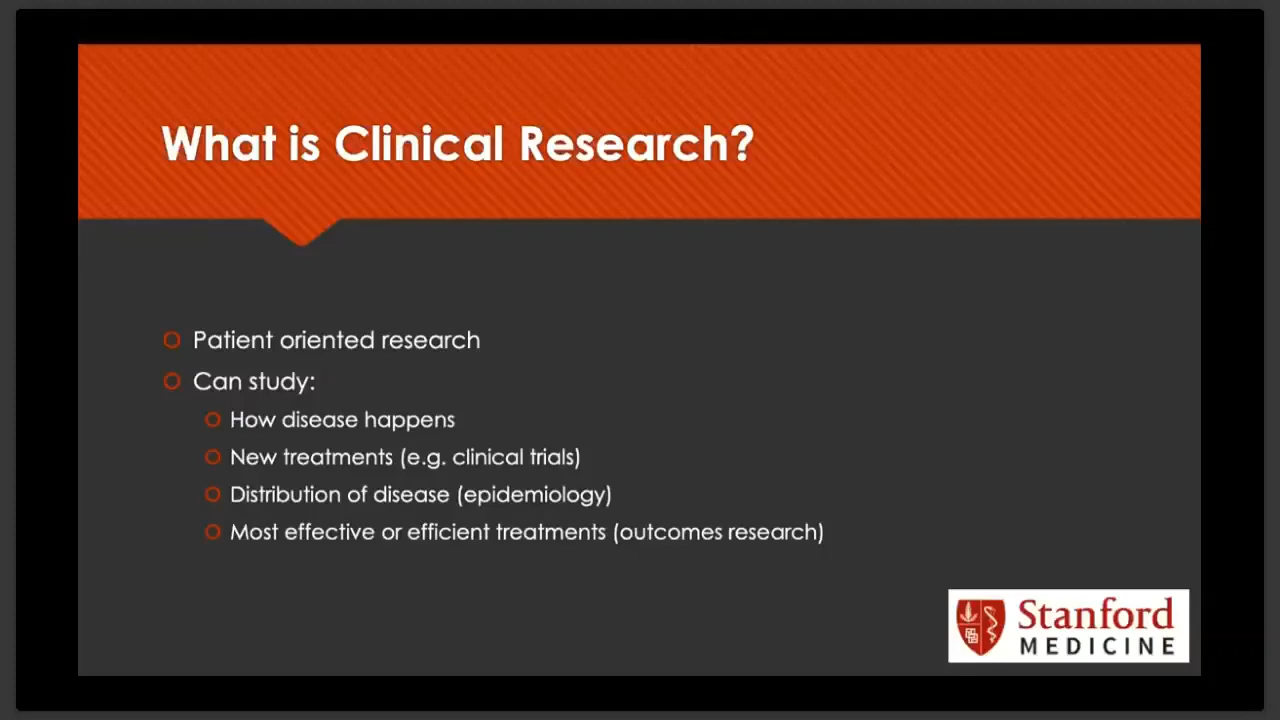 What is Clinical Research?
Patient oriented research
Can study:
How disease happens
New treatments (e.g. clinical trials)
Distribution of disease (epidemiology)
Most effective or efficient treatments (outcomes research)
Stanford
MEDICINE